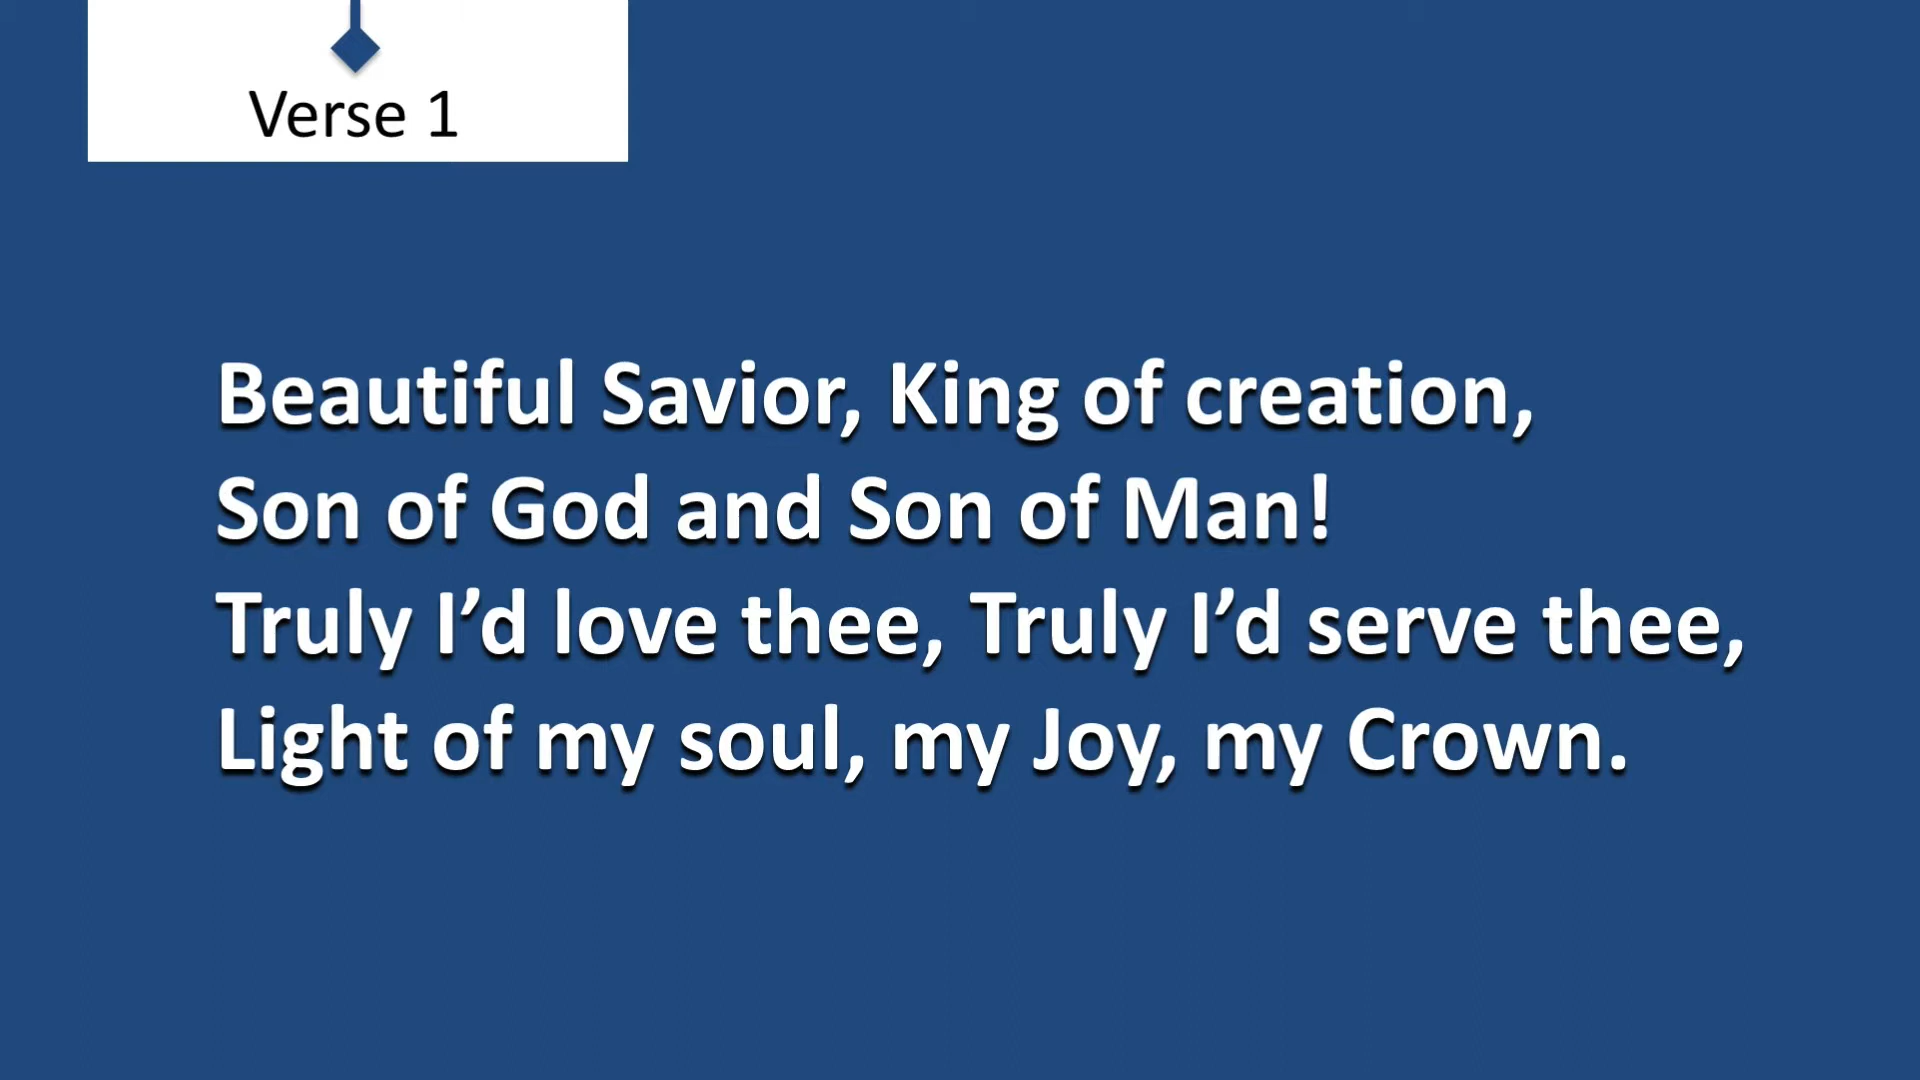 Verse 1
Beautiful Savior, King of creation,
Son of God and Son of Man!
Truly I’d love thee, Truly I’d serve thee,
Light of my soul, my Joy, my Crown.